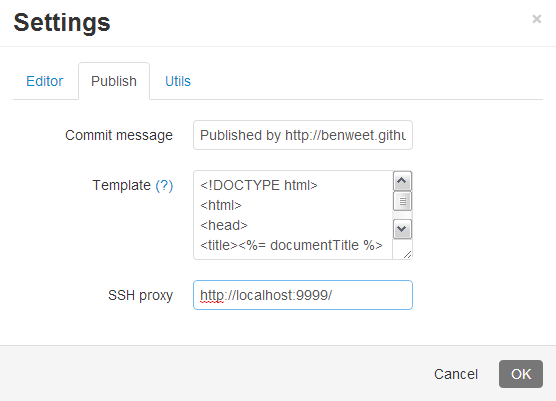 Settings
×
Editor
Publish
Utils
Commit message
Published by http://benweet.githu
Template (?)
<!DOCTYPE html>
<html>
<head>
<title><%= documentTitle %>
SSH proxy
http://localhost:9999/
Cancel
OK